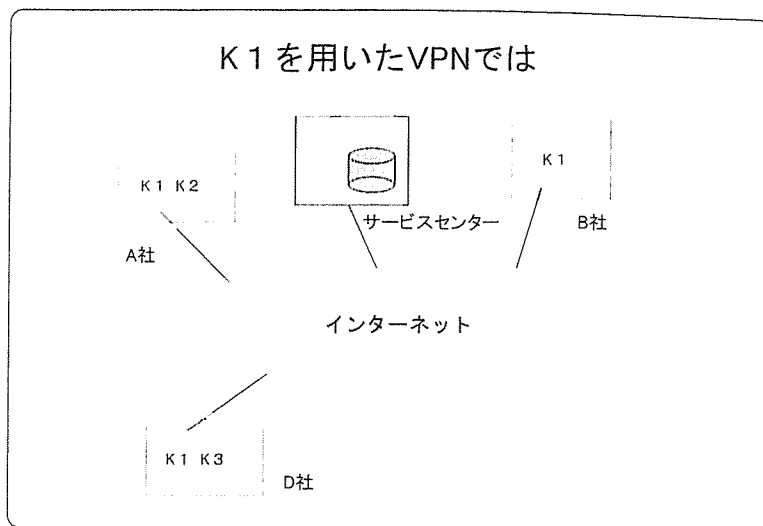 K1を用いたVPNでは
K1 K2
K1
サービスセンター
B社
A社
インターネット
K1 K3
D社